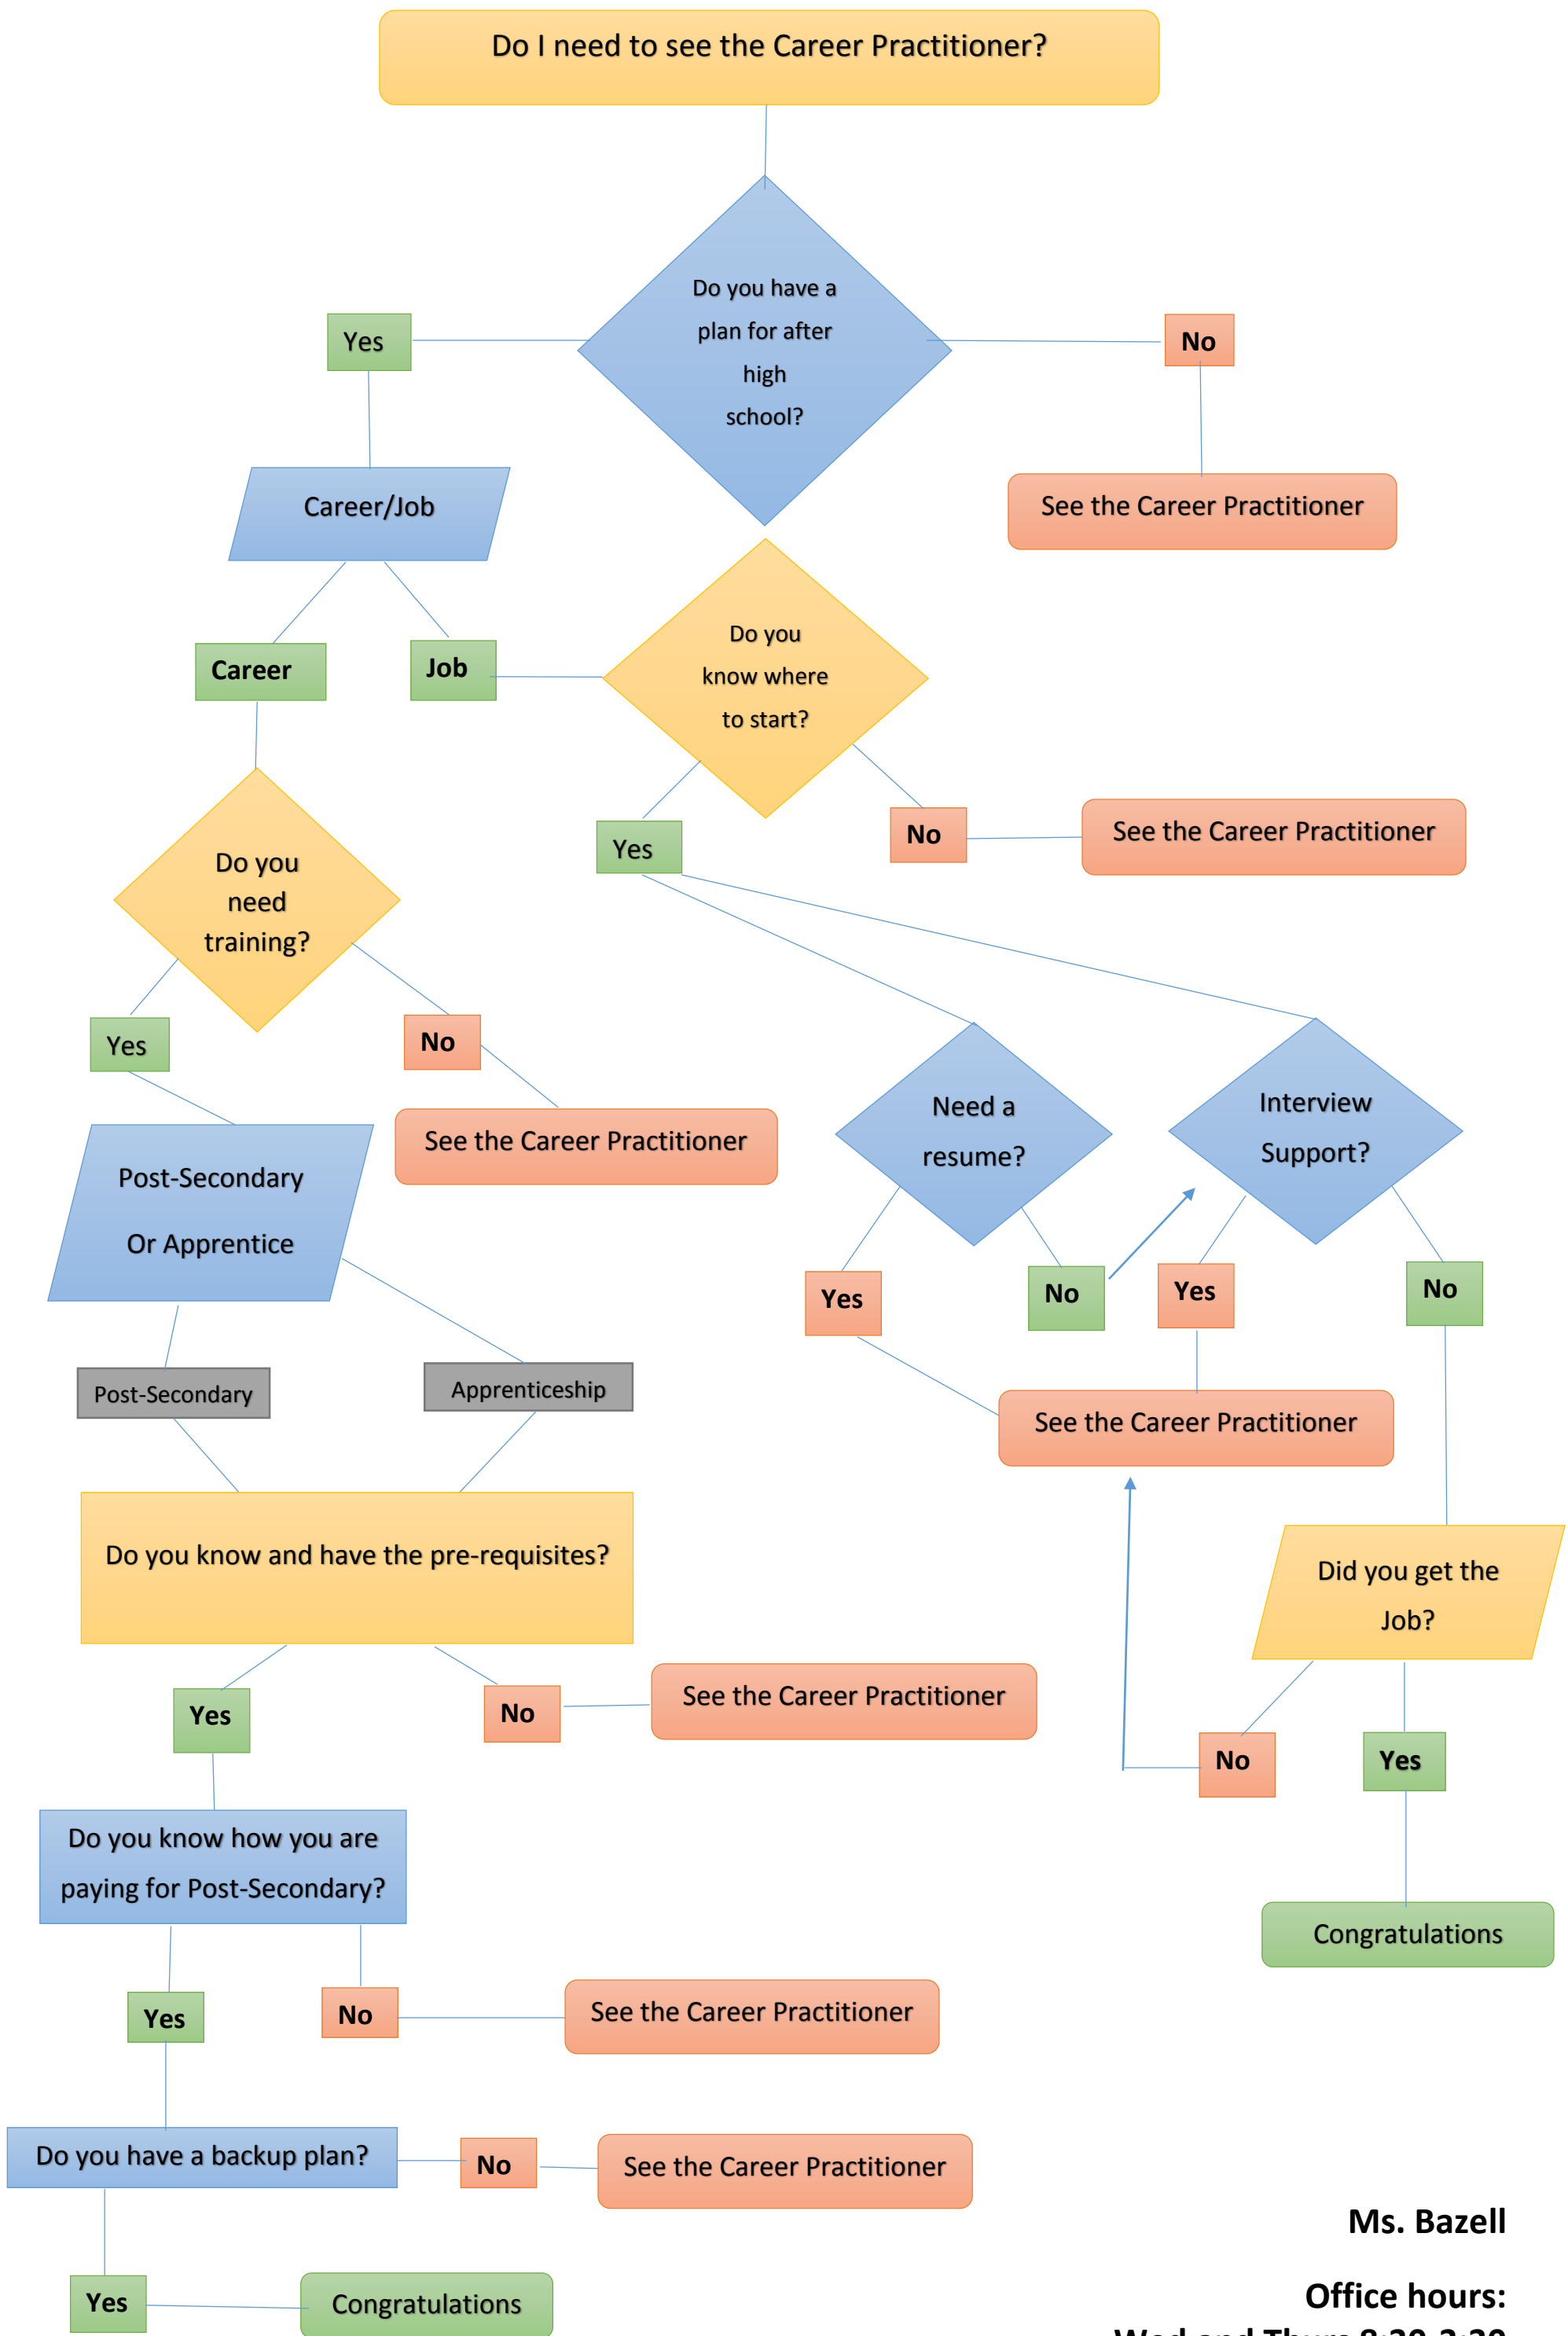 Do I need to see the Career Practitioner?
Do you have a
plan for after
high
school?
Yes
No
Career/Job
See the Career Practitioner
Career
Job
Do you
know where
to start?
Yes
No
See the Career Practitioner
Do you
need
training?
Yes
No
See the Career Practitioner
Need a
resume?
Interview
Support?
Post-Secondary
Or Apprentice
Yes
No
Yes
No
Post-Secondary
Apprenticeship
See the Career Practitioner
Do you know and have the pre-requisites?
Did you get the
Job?
Yes
No
See the Career Practitioner
No
Yes
Do you know how you are
paying for Post-Secondary?
Congratulations
Yes
No
See the Career Practitioner
Do you have a backup plan?
No
See the Career Practitioner
Yes
Congratulations
Ms. Bazell
Office hours:
Wed and Thurs